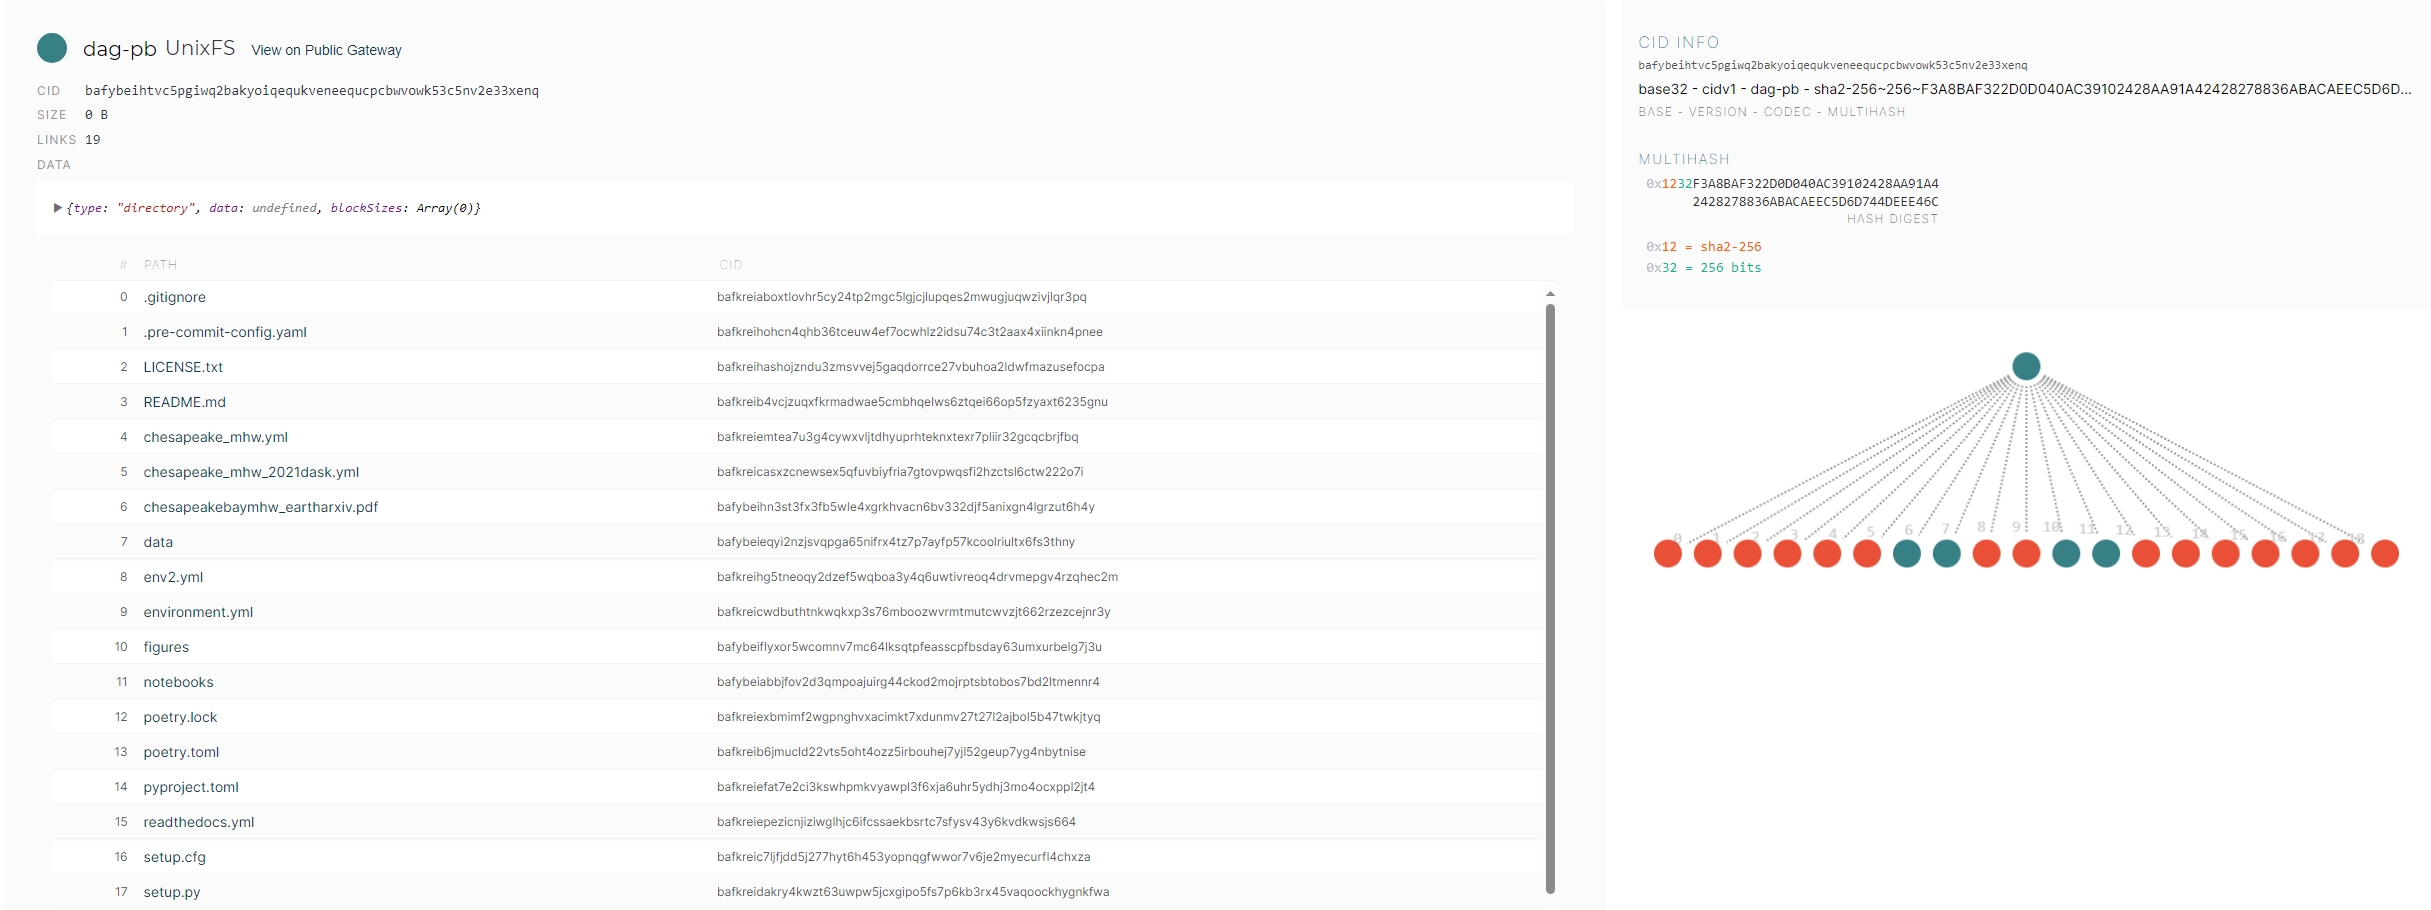 dag-pb UnixFS View on Public Gateway
CID bafybeihtvc5pgiwq2bakyoiqequkveneequcpcbwvowk53c5nv2e33xenq
SIZE 0 B
LINKS 19
DATA
{type: "directory", data: undefined, blockSizes: Array(0)}
# PATH CID
0 .gitignore bafkreiaboxtlovhr5cy24tp2mgc5lgjcjlupqes2mwugjuqwzivjlqr3pq
1 .pre-commit-config.yaml bafkreihohcn4qhb36tceuw4ef7ocwhlz2idsu74c3t2aax4xiinkn4pnee
2 LICENSE.txt bafkreihashojzndu3zmsvvej5gaqdorrce27vbuhoa2ldwfmazusefocpa
3 README.md bafkreib4vcjzuqxfkrmadwae5cmbhqelws6ztqei66op5fzyaxt6235gnu
4 chesapeake_mhw.yml bafkreiemtea7u3g4cywxvljtdhyuprhteknxtexr7pliir32gcqcbrjfbq
5 chesapeake_mhw_2021dask.yml bafkreicasxzcnewsex5qfuvbiyfria7gtovpwqsfi2hzctsl6ctw222o7i
6 chesapeakebaymhw_eartharxiv.pdf bafybeihn3st3fx3fb5wle4xgrkhvacn6bv332djf5anixgn4lgrzut6h4y
7 data bafybeieqyi2nzjsvqpga65nifrx4tz7p7ayfp57kcoolriultx6fs3thny
8 env2.yml bafkreihg5tneoqy2dzef5wqboa3y4q6uwtivreoq4drvmepgv4rzqhec2m
9 environment.yml bafkreicwdbuthtnkwqkxp3s76mboozwvrmtmutcwvzjt662rzezcejnr3y
10 figures bafybeiflyxor5wcomnv7mc64lksqtpfeasscpfbsday63umxurbelg7j3u
11 notebooks bafybeiabbjfov2d3qmpoajuirg44ckod2mojrptsbtobos7bd2ltmennr4
12 poetry.lock bafkreiexbmimf2wgpnghvxacimkt7xdunmv27t27l2ajbol5b47twkjtyq
13 poetry.toml bafkreib6jmucld22vts5oht4ozz5irbouhej7yjl52geup7yg4nbytnise
14 pyproject.toml bafkreiefat7e2ci3kswhpmkvyawpl3f6xja6uhr5ydhj3mo4ocxppl2jt4
15 readthedocs.yml bafkreiepezicnjiziwglhjc6ifcssaekbsrtc7sfysv43y6kvdkwsjs664
16 setup.cfg bafkreic7ljfjdd5j277hyt6h453yopnqgfwwor7v6je2myecurfl4chxza
17 setup.py bafkreidakry4kwzt63uwpw5jcxgipo5fs7p6kb3rx45vaqoockhygnkfwa
CID INFO
bafybeihtvc5pgiwq2bakyoiqequkveneequcpcbwvowk53c5nv2e33xenq
base32 - cidv1 - dag-pb - sha2-256~256~F3A8BAF322D0D040AC39102428AA91A42428278836ABACAEEC5D6D...
BASE - VERSION - CODEC - MULTIHASH
MULTIHASH
0x1232F3A8BAF322D0D040AC39102428AA91A4
2428278836ABACAEEC5D6D744DEEE46C
HASH DIGEST
0x12 = sha2-256
0x32 = 256 bits
0 1 2 3 4 5 6 7 8 9 10 11 12 13 14 15 16 17 18